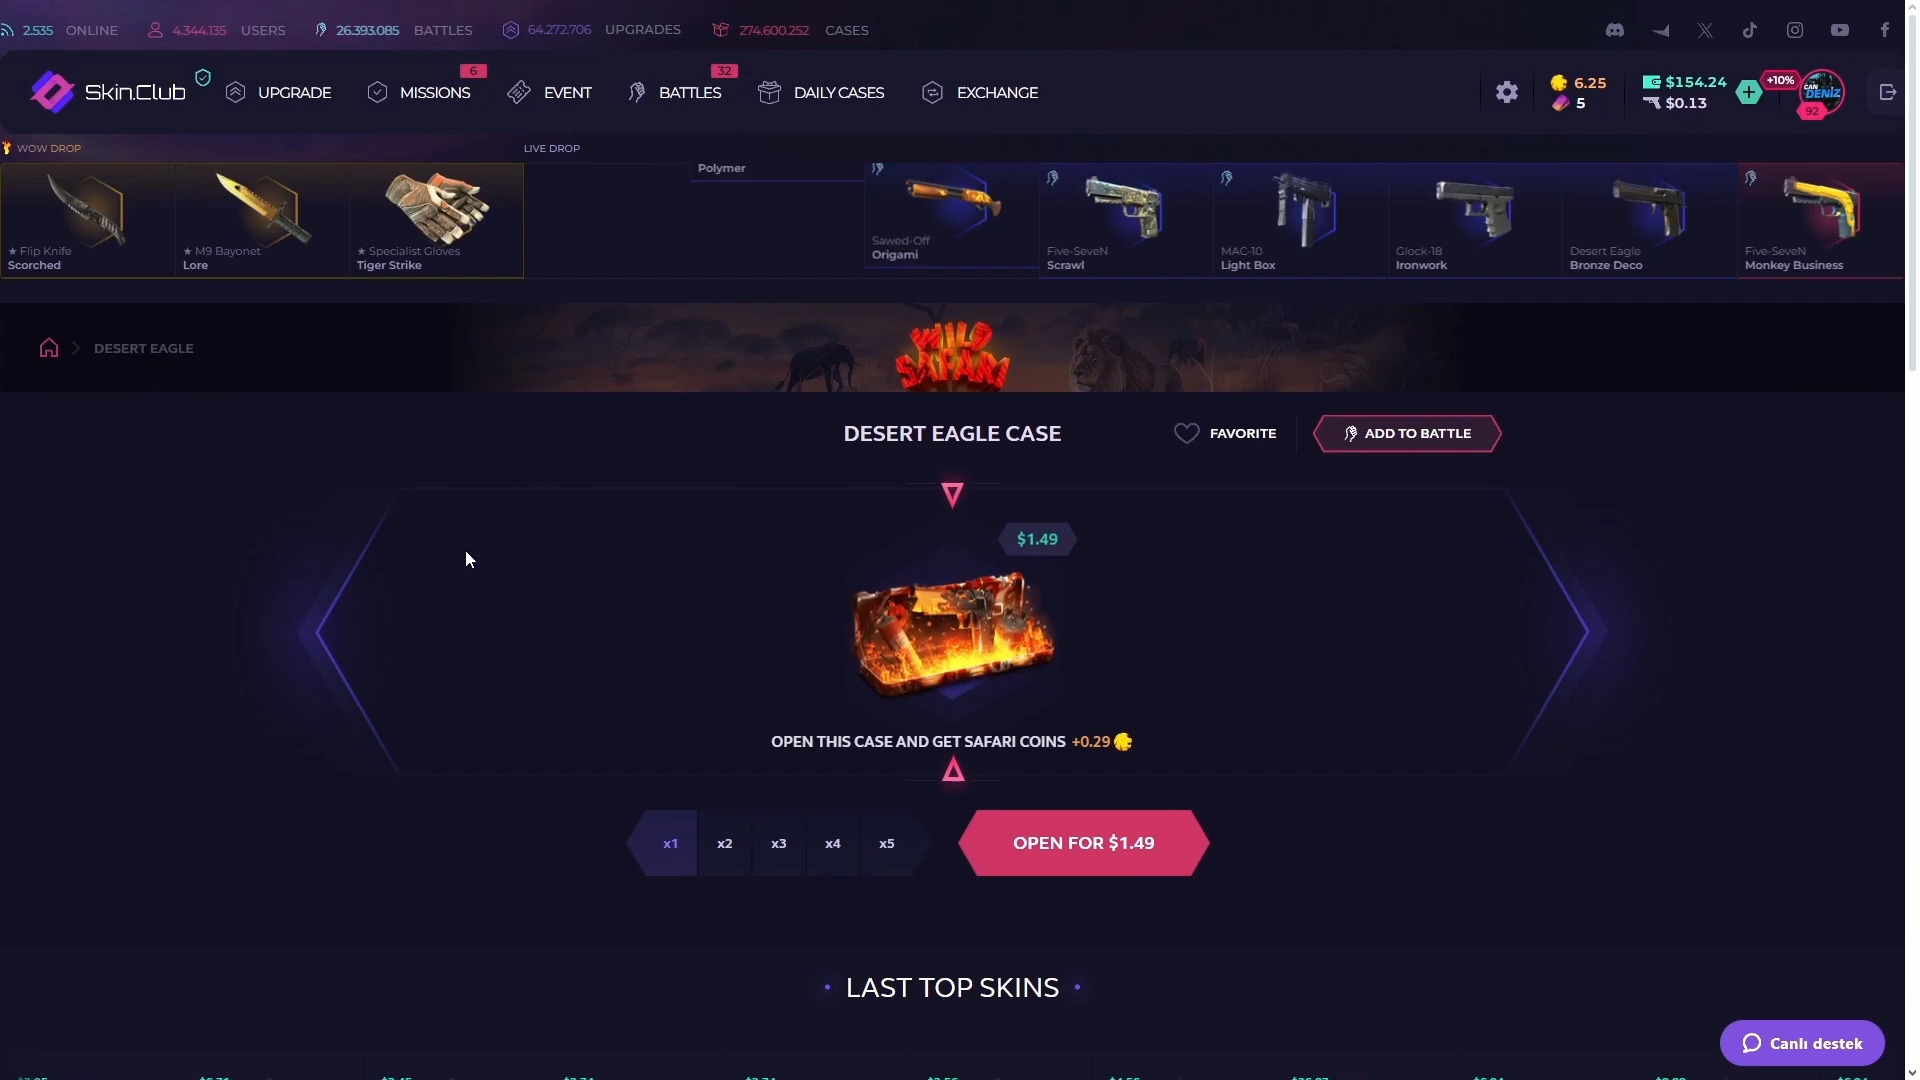 2.535 ONLINE 4.344.135 USERS 26.393.085 BATTLES 64.272.706 UPGRADES 274.600.252 CASES
Skin.Club UPGRADE MISSIONS 6 EVENT BATTLES 32 DAILY CASES EXCHANGE
6.25 $154.24 +10% CAN DENİZ
5 $0.13 92
WOW DROP LIVE DROP
Polymer
★ Flip Knife
Scorched
★ M9 Bayonet
Lore
★ Specialist Gloves
Tiger Strike
Sawed-Off
Origami
Five-SeveN
Scrawl
MAC-10
Light Box
Glock-18
Ironwork
Desert Eagle
Bronze Deco
Five-SeveN
Monkey Business
DESERT EAGLE
WILD
SAFARI
DESERT EAGLE CASE FAVORITE ADD TO BATTLE
$1.49
OPEN THIS CASE AND GET SAFARI COINS +0.29
x1 x2 x3 x4 x5 OPEN FOR $1.49
• LAST TOP SKINS •
Canlı destek